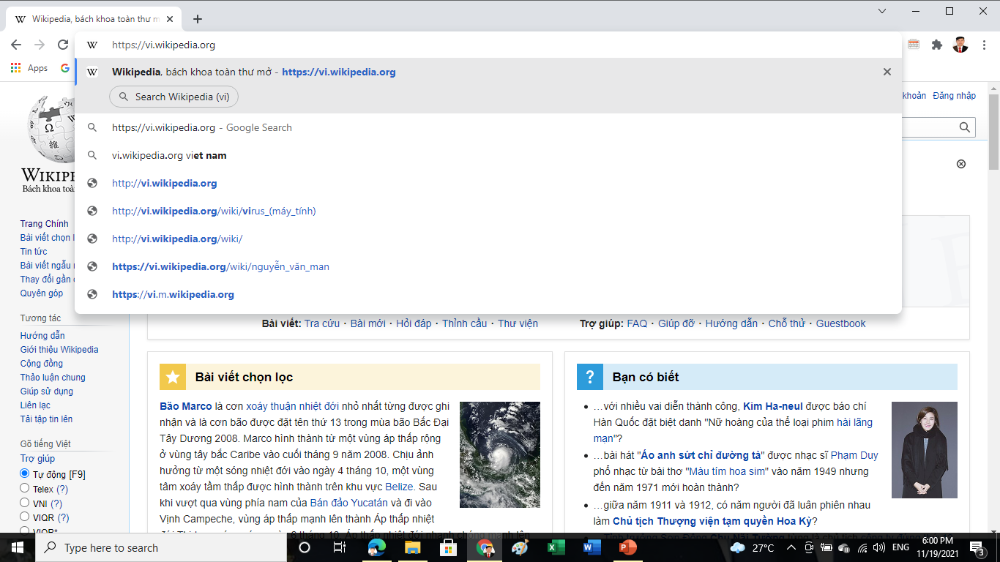 Wikipedia, bách khoa toàn thư m
https://vi.wikipedia.org
Apps
Wikipedia, bách khoa toàn thư mở - https://vi.wikipedia.org
Search Wikipedia (vi)
https://vi.wikipedia.org - Google Search
vi.wikipedia.org viet nam
http://vi.wikipedia.org
http://vi.wikipedia.org/wiki/virus_(máy_tính)
http://vi.wikipedia.org/wiki/
https://vi.wikipedia.org/wiki/nguyễn_văn_man
https://vi.m.wikipedia.org
khoản Đăng nhập
WIKIPE
Bách khoa toàn
Trang Chính
Bài viết chọn l
Tin tức
Bài viết ngẫu n
Thay đổi gần đ
Quyên góp
Tương tác
Hướng dẫn
Giới thiệu Wikipedia
Cộng đồng
Thảo luận chung
Giúp sử dụng
Liên lạc
Tải tập tin lên
Gõ tiếng Việt
Trợ giúp
Tự động [F9]
Telex (?)
VNI (?)
VIQR (?)
VIQR*
Bài viết: Tra cứu · Bài mới · Hỏi đáp · Thỉnh cầu · Thư viện
Trợ giúp: FAQ · Giúp đỡ · Hướng dẫn · Chỗ thử · Guestbook
Bài viết chọn lọc
Bão Marco là cơn xoáy thuận nhiệt đới nhỏ nhất từng được ghi
nhận và là cơn bão được đặt tên thứ 13 trong mùa bão Bắc Đại
Tây Dương 2008. Marco hình thành từ một vùng áp thấp rộng
ở vùng tây bắc Caribe vào cuối tháng 9 năm 2008. Chịu ảnh
hưởng từ một sóng nhiệt đới vào ngày 4 tháng 10, một vùng
tâm xoáy tầm thấp được hình thành trên khu vực Belize. Sau
khi vượt qua vùng phía nam của Bán đảo Yucatán và đi vào
Vịnh Campeche, vùng áp thấp mạnh lên thành Áp thấp nhiệt
Bạn có biết
…với nhiều vai diễn thành công, Kim Ha-neul được báo chí
Hàn Quốc đặt biệt danh "Nữ hoàng của thể loại phim hài lãng
mạn"?
…bài hát "Áo anh sứt chỉ đường tà" được nhạc sĩ Phạm Duy
phổ nhạc từ bài thơ "Màu tím hoa sim" vào năm 1949 nhưng
đến năm 1971 mới hoàn thành?
…giữa năm 1911 và 1912, có năm người đã luân phiên nhau
làm Chủ tịch Thượng viện tạm quyền Hoa Kỳ?
Type here to search
27°C
ENG
6:00 PM
11/19/2021
3